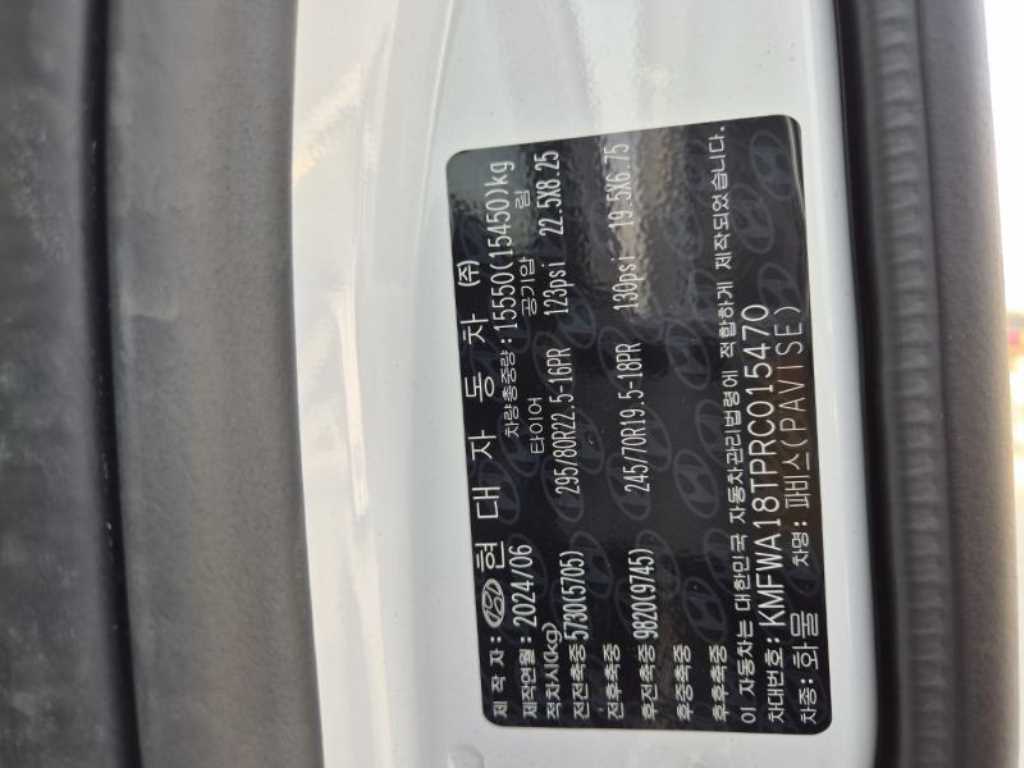 제 작 자 : 현 대 자 동 차 (주)
제작연월 : 2024/06 차량총중량 : 15550(15450)kg
적차시(kg) 타이어 공기압 림
전전축중 5730(5705) 295/80R22.5-16PR 123psi 22.5X8.25
전후축중
후전축중 9820(9745) 245/70R19.5-18PR 130psi 19.5X6.75
후중축중
후후축중
이 자동차는 대한민국 자동차관리법령에 적합하게 제작되었습니다.
차대번호 : KMFWA18TPRC015470
차종 : 화물 차명 : 파비스(PAVISE)